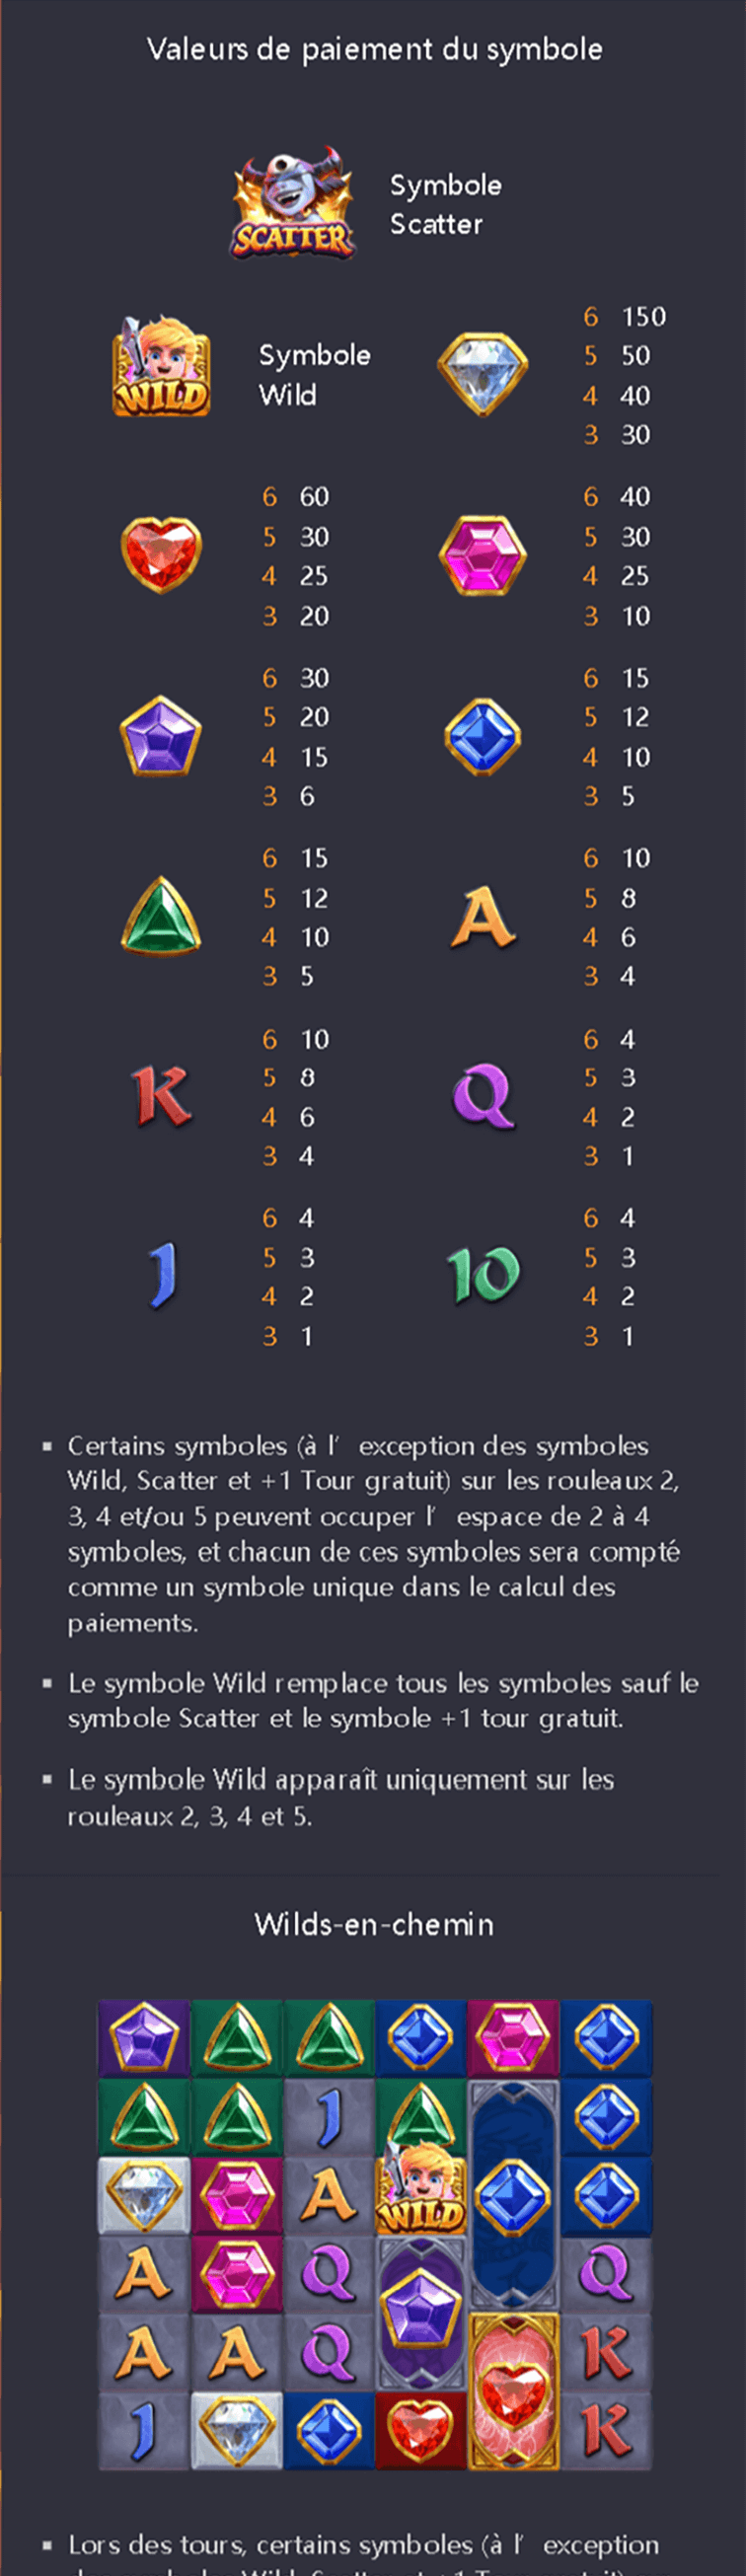 Valeurs de paiement du symbole
SCATTER
Symbole
Scatter
WILD
Symbole
Wild
6 150
5 50
4 40
3 30
6 60
5 30
4 25
3 20
6 40
5 30
4 25
3 10
6 30
5 20
4 15
3 6
6 15
5 12
4 10
3 5
6 15
5 12
4 10
3 5
A
6 10
5 8
4 6
3 4
K
6 10
5 8
4 6
3 4
Q
6 4
5 3
4 2
3 1
J
6 4
5 3
4 2
3 1
10
6 4
5 3
4 2
3 1
▪ Certains symboles (à l’ exception des symboles
Wild, Scatter et +1 Tour gratuit) sur les rouleaux 2,
3, 4 et/ou 5 peuvent occuper l’ espace de 2 à 4
symboles, et chacun de ces symboles sera compté
comme un symbole unique dans le calcul des
paiements.
▪ Le symbole Wild remplace tous les symboles sauf le
symbole Scatter et le symbole +1 tour gratuit.
▪ Le symbole Wild apparaît uniquement sur les
rouleaux 2, 3, 4 et 5.
Wilds-en-chemin
J
A WILD
A Q Q
A A Q K
J K
▪ Lors des tours, certains symboles (à l’ exception